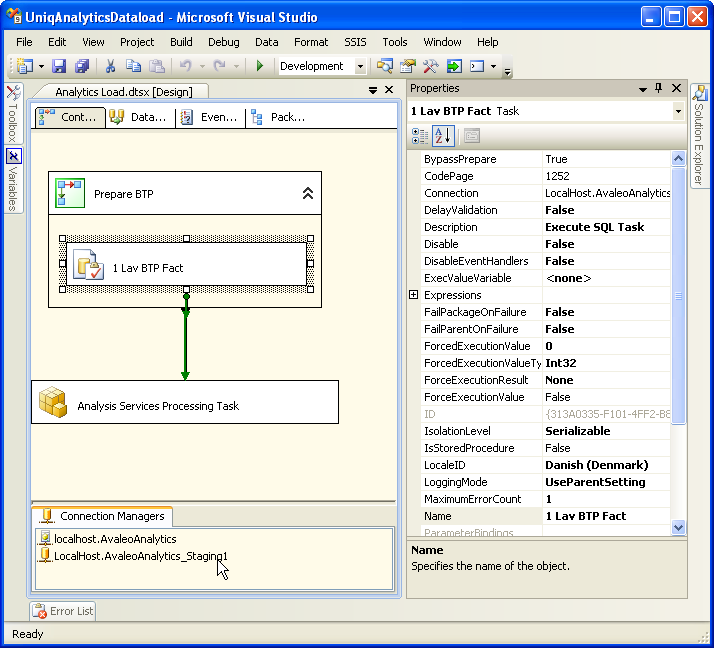 UniqAnalyticsDataload - Microsoft Visual Studio
File Edit View Project Build Debug Data Format SSIS Tools Window Help
Development
Toolbox
Variables
Analytics Load.dtsx [Design]
Cont... Data... Even... Pack...
Prepare BTP
1 Lav BTP Fact
Analysis Services Processing Task
Connection Managers
localhost.AvaleoAnalytics
LocalHost.AvaleoAnalytics_Staging1
Error List
Ready
Properties
1 Lav BTP Fact Task
BypassPrepare True
CodePage 1252
Connection LocalHost.AvaleoAnalytics
DelayValidation False
Description Execute SQL Task
Disable False
DisableEventHandlers False
ExecValueVariable <none>
Expressions
FailPackageOnFailure False
FailParentOnFailure False
ForcedExecutionValue 0
ForcedExecutionValueTy Int32
ForceExecutionResult None
ForceExecutionValue False
ID {313A0335-F101-4FF2-B8
IsolationLevel Serializable
IsStoredProcedure False
LocaleID Danish (Denmark)
LoggingMode UseParentSetting
MaximumErrorCount 1
Name 1 Lav BTP Fact
ParameterBindings
Name
Specifies the name of the object.
Solution Explorer